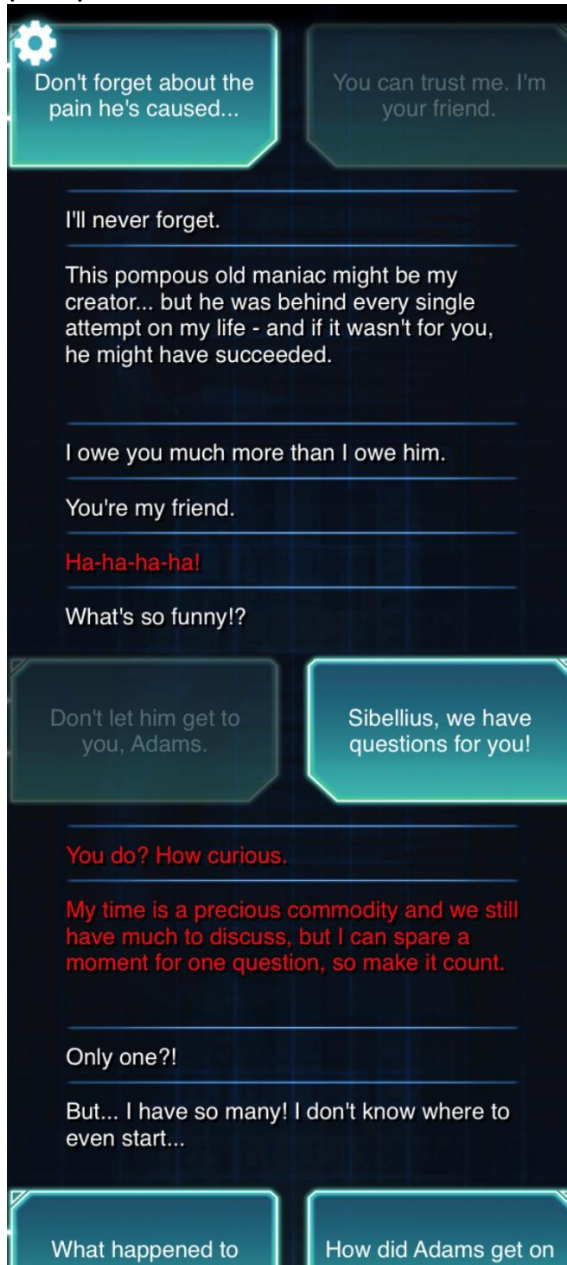 Don't forget about the
pain he's caused...
You can trust me. I'm
your friend.
I'll never forget.
This pompous old maniac might be my
creator... but he was behind every single
attempt on my life - and if it wasn't for you,
he might have succeeded.
I owe you much more than I owe him.
You're my friend.
Ha-ha-ha-ha!
What's so funny!?
Don't let him get to
you, Adams.
Sibellius, we have
questions for you!
You do? How curious.
My time is a precious commodity and we still
have much to discuss, but I can spare a
moment for one question, so make it count.
Only one?!
But... I have so many! I don't know where to
even start...
What happened to
How did Adams get on